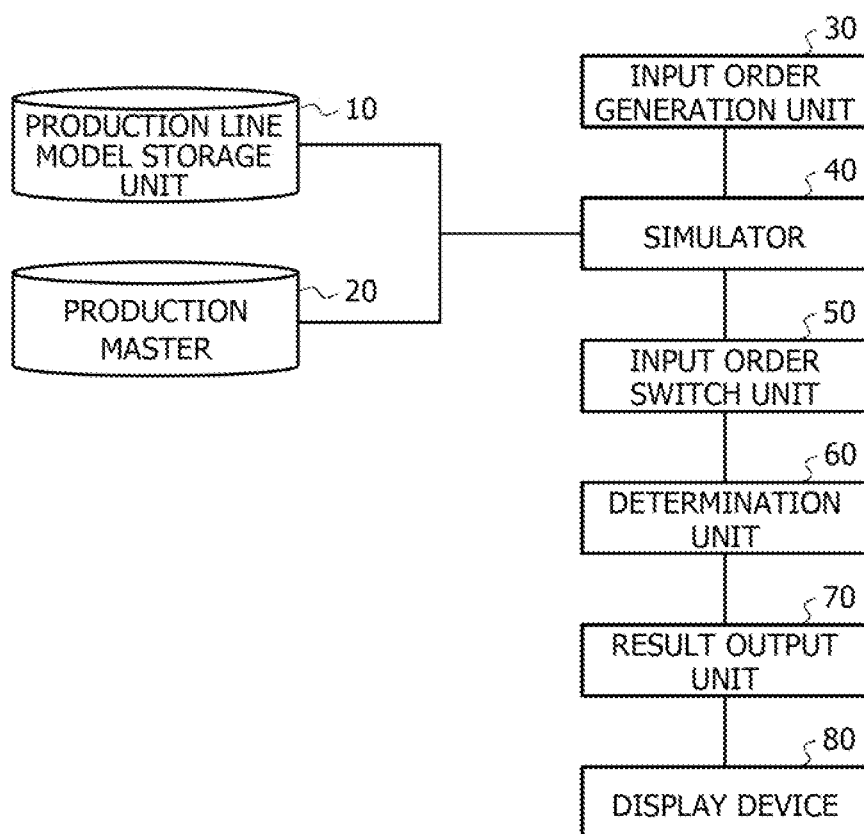 30
INPUT ORDER
GENERATION UNIT
10
PRODUCTION LINE
MODEL STORAGE
UNIT
40
SIMULATOR
20
PRODUCTION
MASTER
50
INPUT ORDER
SWITCH UNIT
60
DETERMINATION
UNIT
70
RESULT OUTPUT
UNIT
80
DISPLAY DEVICE